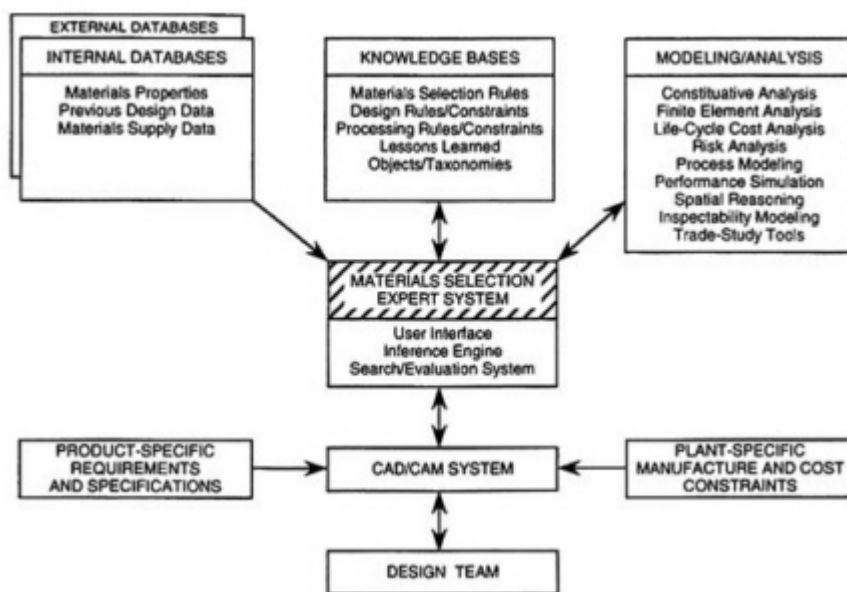 EXTERNAL DATABASES
INTERNAL DATABASES
Materials Properties
Previous Design Data
Materials Supply Data
KNOWLEDGE BASES
Materials Selection Rules
Design Rules/Constraints
Processing Rules/Constraints
Lessons Learned
Objects/Taxonomies
MODELING/ANALYSIS
Constituative Analysis
Finite Element Analysis
Life-Cycle Cost Analysis
Risk Analysis
Process Modeling
Performance Simulation
Spatial Reasoning
Inspectability Modeling
Trade-Study Tools
MATERIALS SELECTION
EXPERT SYSTEM
User Interface
Inference Engine
Search/Evaluation System
PRODUCT-SPECIFIC
REQUIREMENTS
AND SPECIFICATIONS
CAD/CAM SYSTEM
PLANT-SPECIFIC
MANUFACTURE AND COST
CONSTRAINTS
DESIGN TEAM